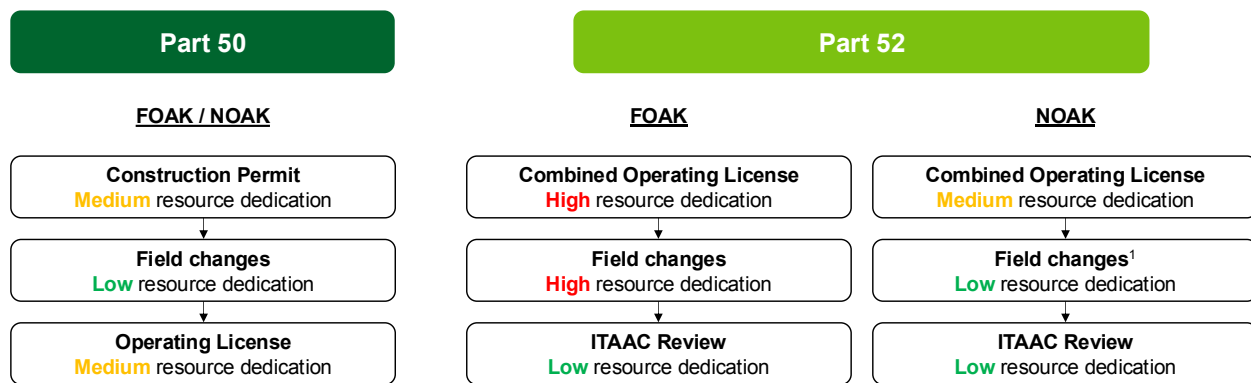 Part 50
Part 52
FOAK / NOAK
FOAK
NOAK
Construction Permit
Medium resource dedication
Combined Operating License
High resource dedication
Combined Operating License
Medium resource dedication
Field changes
Low resource dedication
Field changes
High resource dedication
Field changes¹
Low resource dedication
Operating License
Medium resource dedication
ITAAC Review
Low resource dedication
ITAAC Review
Low resource dedication